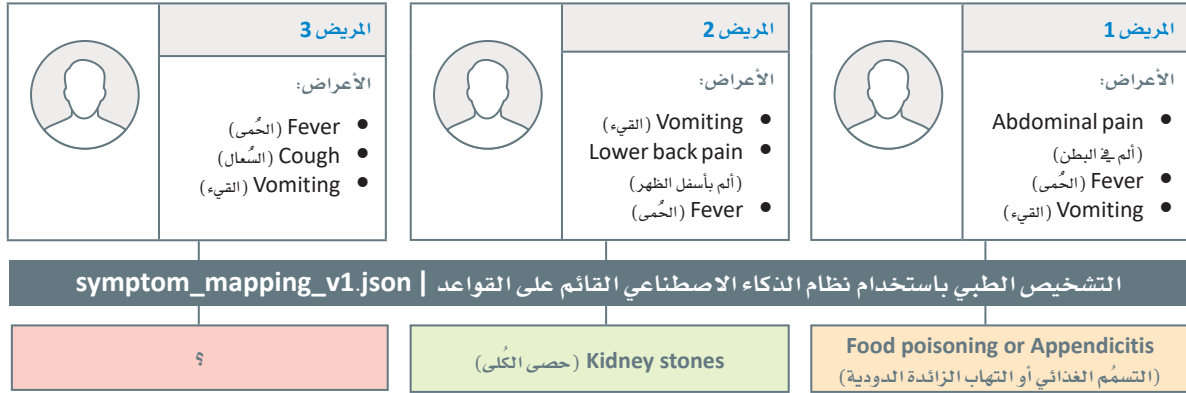 المريض 1
الأعراض:
• Abdominal pain
(ألم في البطن)
• Fever (الحُمى)
• Vomiting (القيء)
المريض 2
الأعراض:
• Vomiting (القيء)
• Lower back pain
(ألم بأسفل الظهر)
• Fever (الحُمى)
المريض 3
الأعراض:
• Fever (الحُمى)
• Cough (السُّعال)
• Vomiting (القيء)
التشخيص الطبي باستخدام نظام الذكاء الاصطناعي القائم على القواعد | symptom_mapping_v1.json
Food poisoning or Appendicitis
(التسمُم الغذائي أو التهاب الزائدة الدودية)
Kidney stones (حصى الكُلى)
؟